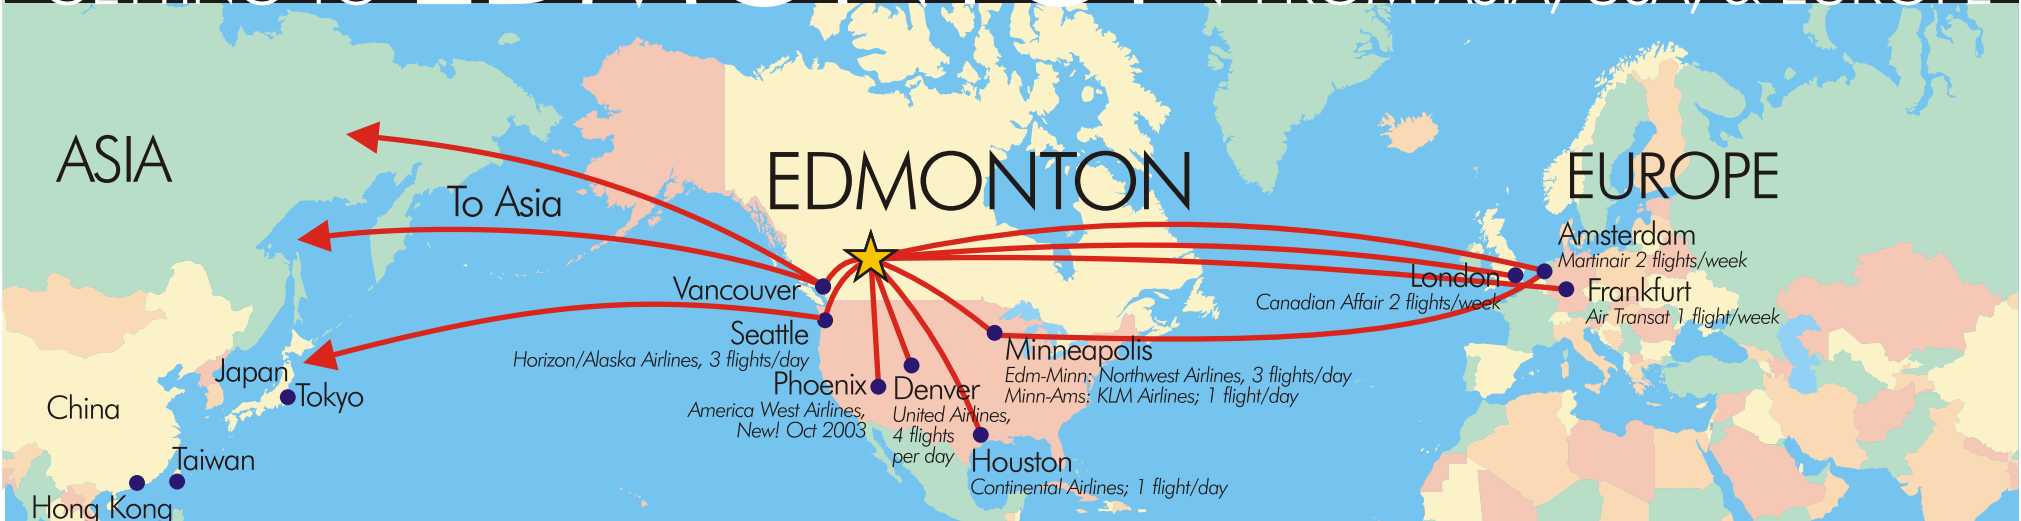 EDMONTON
ASIA
To Asia
EDMONTON
EUROPE
Vancouver
Seattle
Horizon/Alaska Airlines, 3 flights/day
Phoenix
America West Airlines,
New! Oct 2003
Denver
United Airlines,
4 flights
per day
Houston
Continental Airlines; 1 flight/day
Minneapolis
Edm-Minn: Northwest Airlines, 3 flights/day
Minn-Ams: KLM Airlines; 1 flight/day
London
Canadian Affair 2 flights/week
Amsterdam
Martinair 2 flights/week
Frankfurt
Air Transat 1 flight/week
Japan
Tokyo
China
Taiwan
Hong Kong